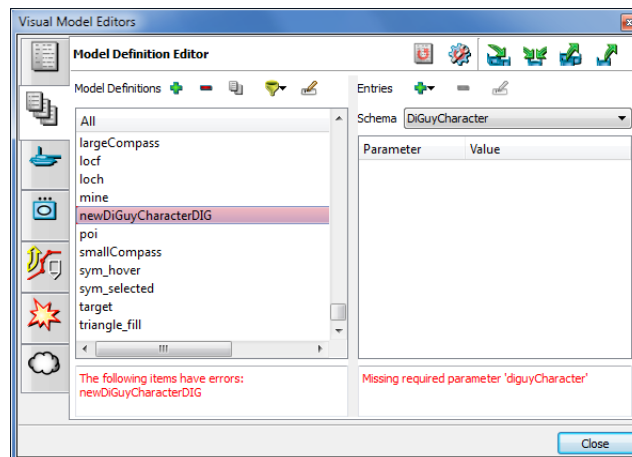 Visual Model Editors
Model Definition Editor
Model Definitions
Entries
All
Schema DiGuyCharacter
Parameter Value
largeCompass
locf
loch
mine
newDiGuyCharacterDIG
poi
smallCompass
sym_hover
sym_selected
target
triangle_fill
The following items have errors:
newDiGuyCharacterDIG
Missing required parameter 'diguyCharacter'
Close